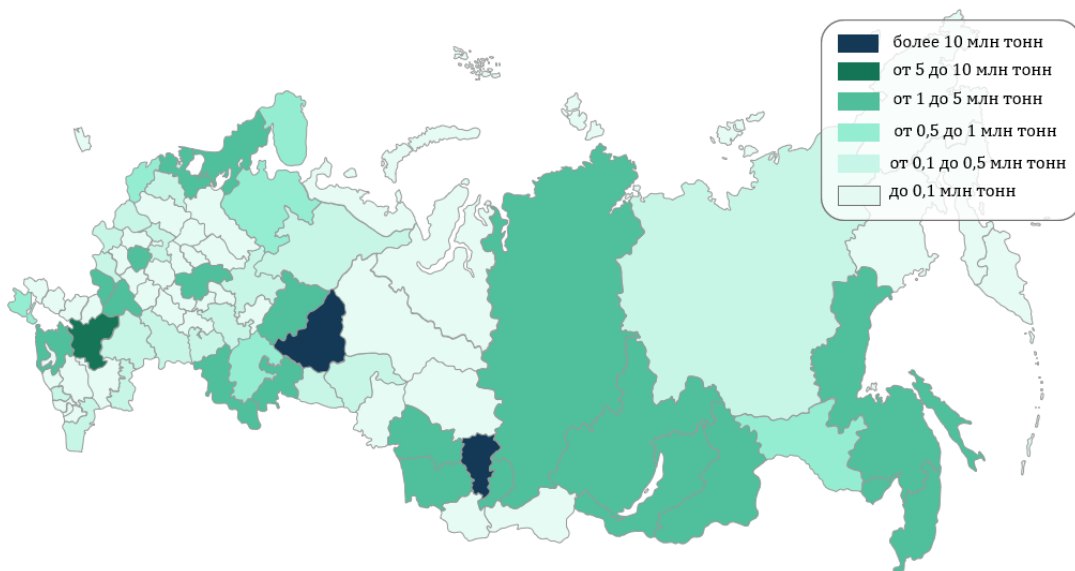 более 10 млн тонн
от 5 до 10 млн тонн
от 1 до 5 млн тонн
от 0,5 до 1 млн тонн
от 0,1 до 0,5 млн тонн
до 0,1 млн тонн